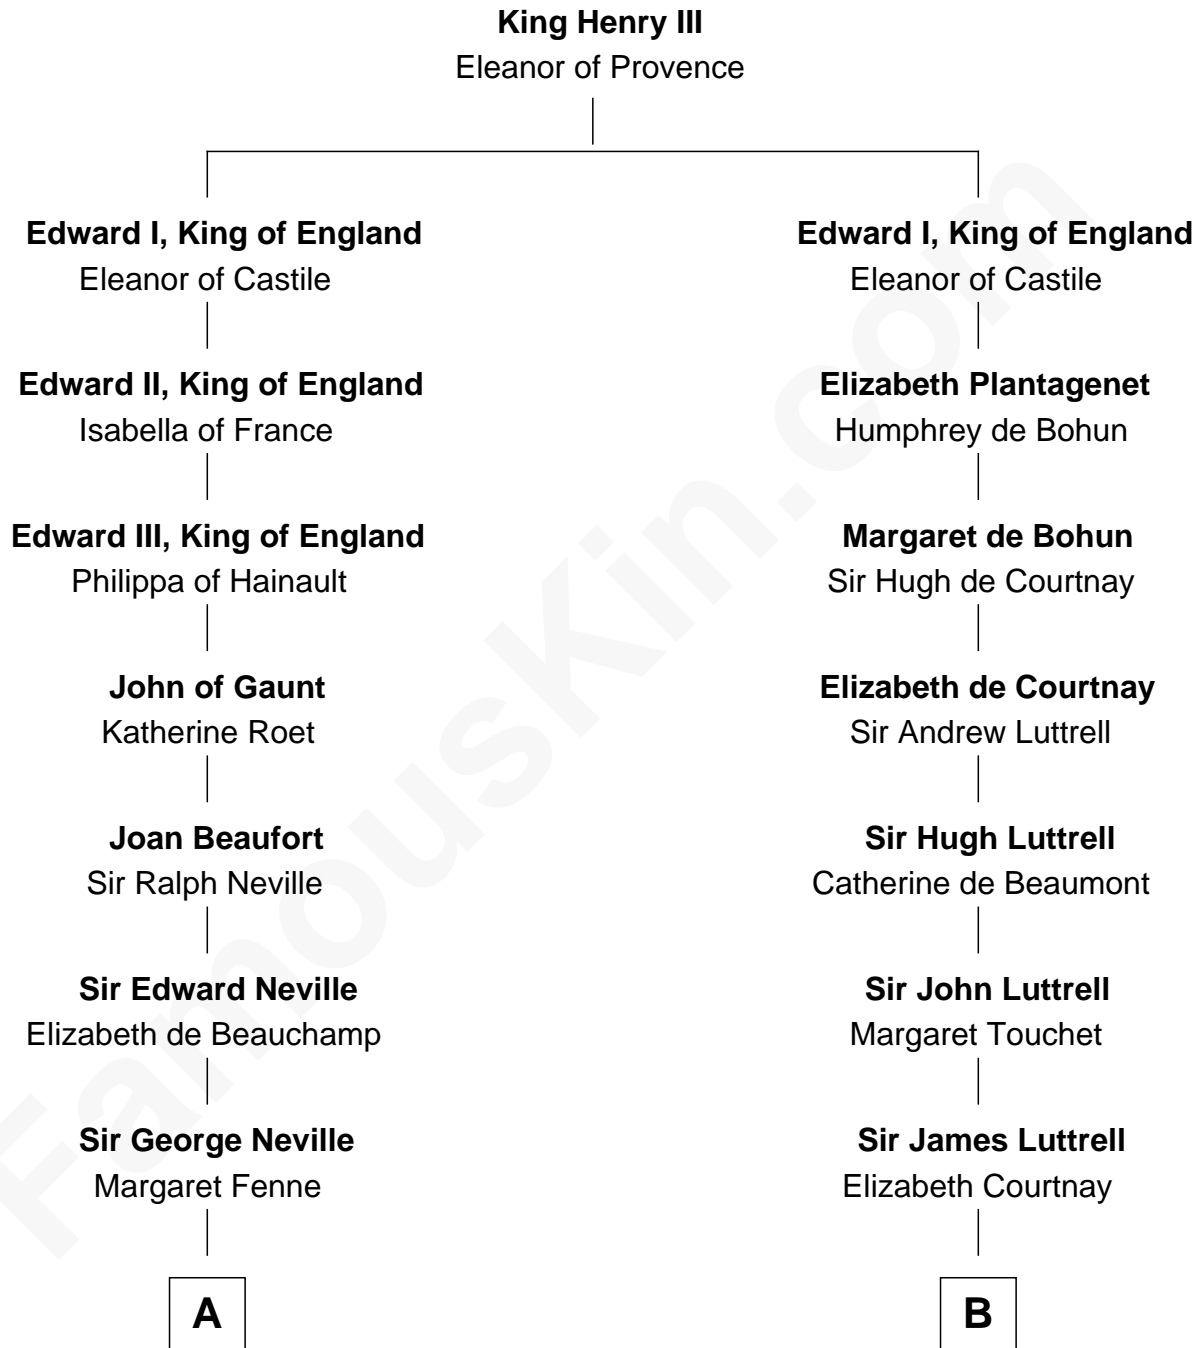 King Henry III
Eleanor of Provence
Edward I, King of England
Eleanor of Castile
Edward II, King of England
Isabella of France
Edward III, King of England
Philippa of Hainault
John of Gaunt
Katherine Roet
Joan Beaufort
Sir Ralph Neville
Sir Edward Neville
Elizabeth de Beauchamp
Sir George Neville
Margaret Fenne
A
Edward I, King of England
Eleanor of Castile
Elizabeth Plantagenet
Humphrey de Bohun
Margaret de Bohun
Sir Hugh de Courtnay
Elizabeth de Courtnay
Sir Andrew Luttrell
Sir Hugh Luttrell
Catherine de Beaumont
Sir John Luttrell
Margaret Touchet
Sir James Luttrell
Elizabeth Courtnay
B
FamousKin.com